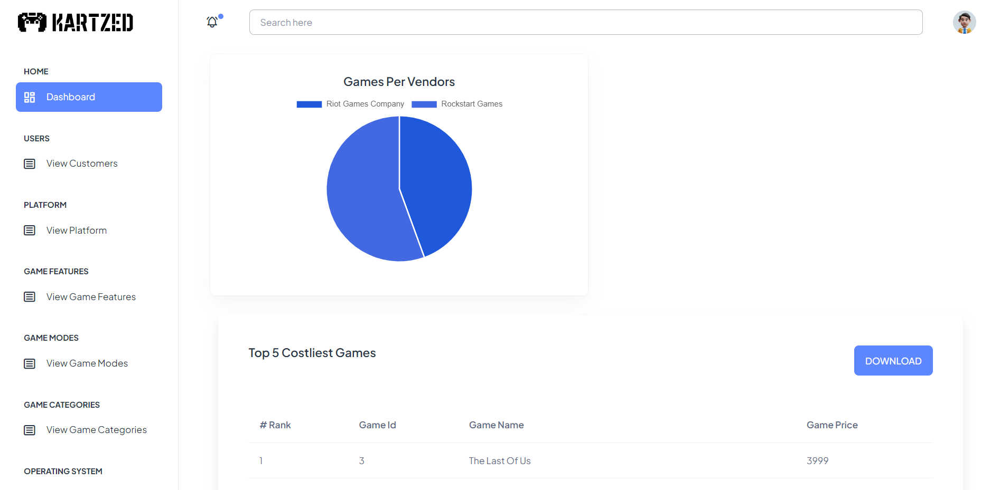 KARTZED
Search here
HOME
Dashboard
USERS
View Customers
PLATFORM
View Platform
GAME FEATURES
View Game Features
GAME MODES
View Game Modes
GAME CATEGORIES
View Game Categories
OPERATING SYSTEM
Games Per Vendors
Riot Games Company Rockstart Games
Top 5 Costliest Games
DOWNLOAD
# Rank Game Id Game Name Game Price
1 3 The Last Of Us 3999